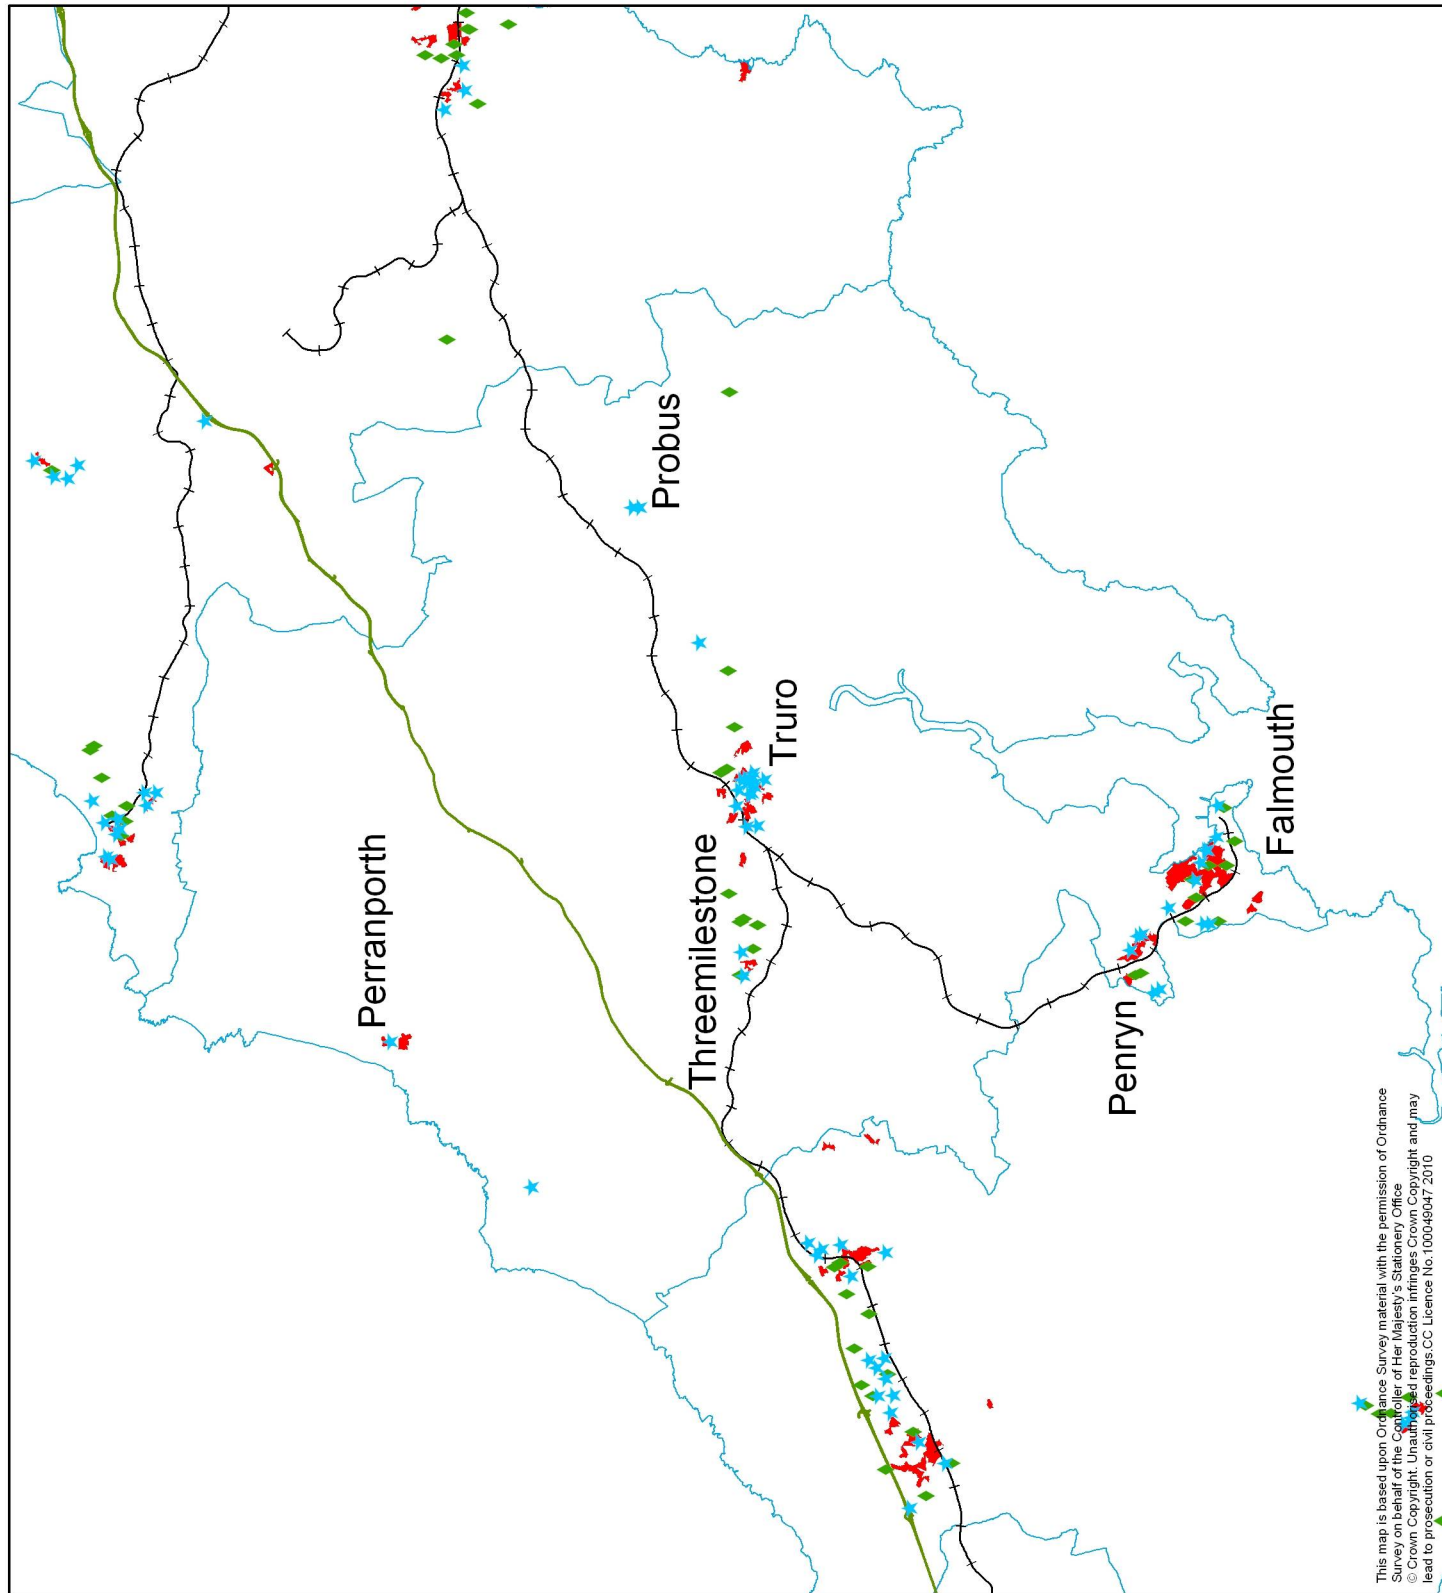 Perranporth
Probus
Threemilestone
Truro
Penryn
Falmouth
This map is based upon Ordnance Survey material with the permission of Ordnance
Survey on behalf of the Controller of Her Majesty's Stationery Office
© Crown Copyright. Unauthorised reproduction infringes Crown Copyright and may
lead to prosecution or civil proceedings.CC Licence No.100049047 2010